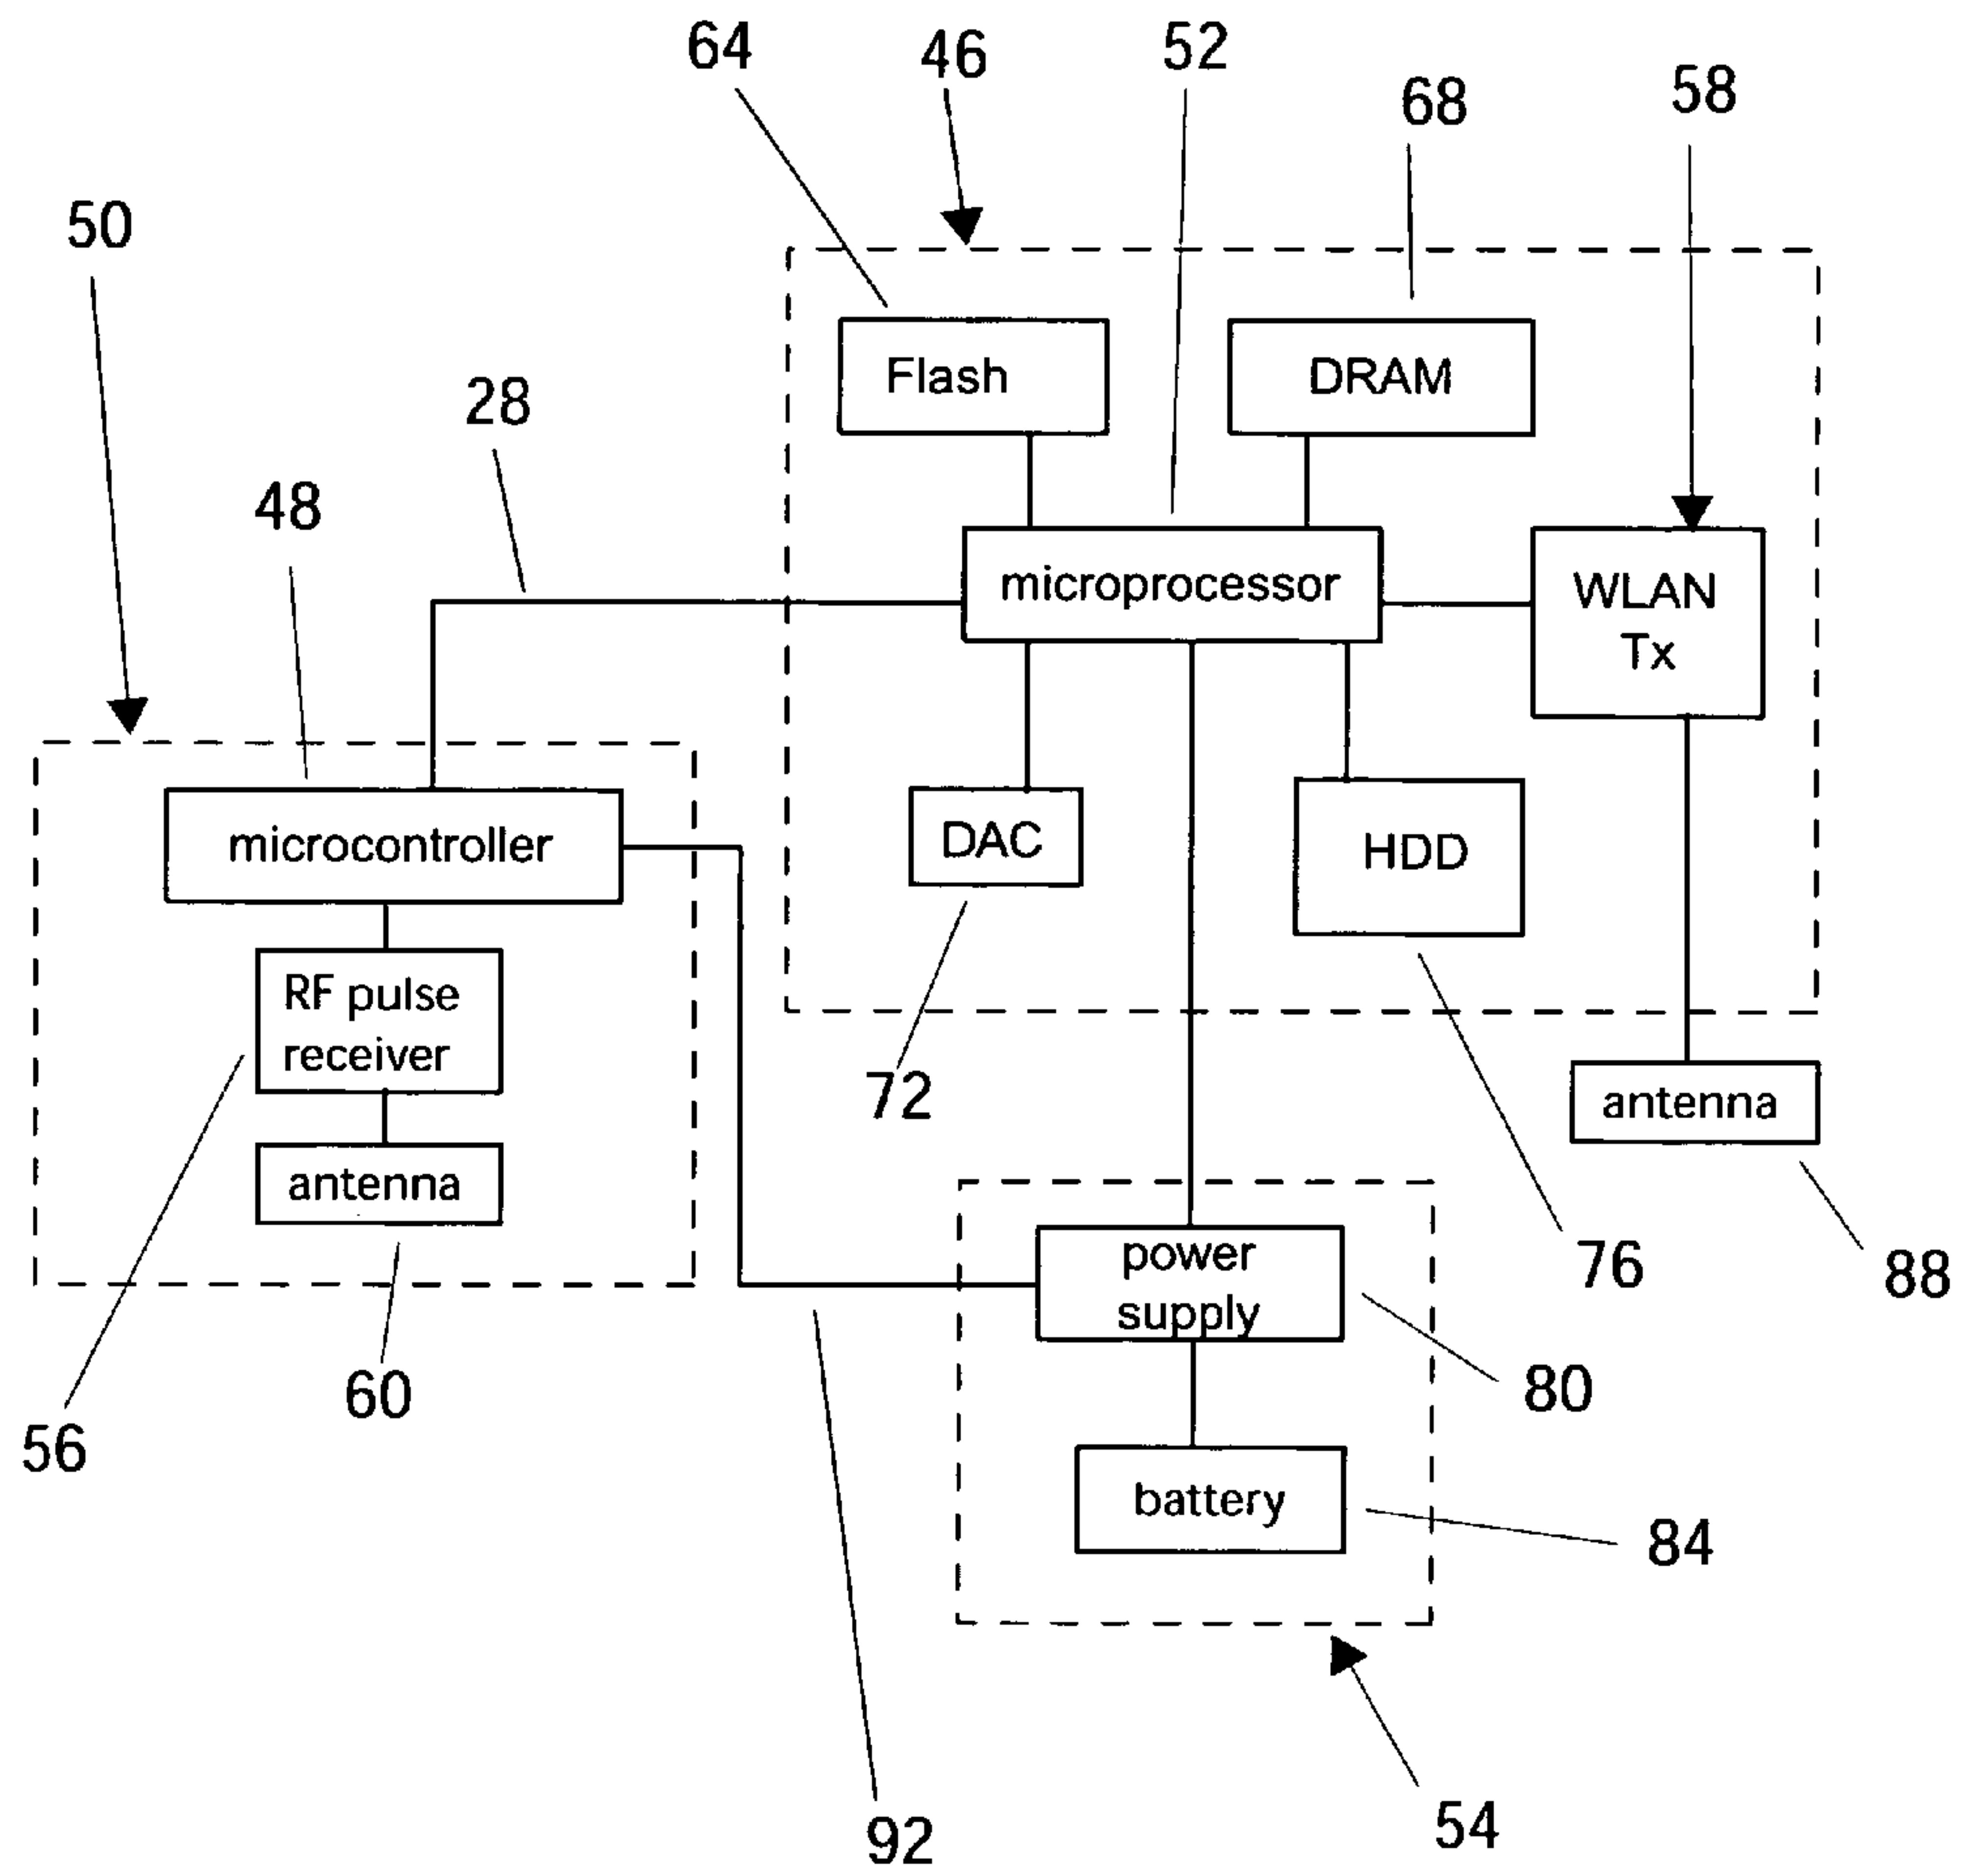 64
46
52
68
58
50
28
48
Flash
DRAM
microprocessor
WLAN
Tx
microcontroller
DAC
HDD
RF pulse
receiver
72
antenna
antenna
power
supply
76
88
60
80
56
battery
84
92
54